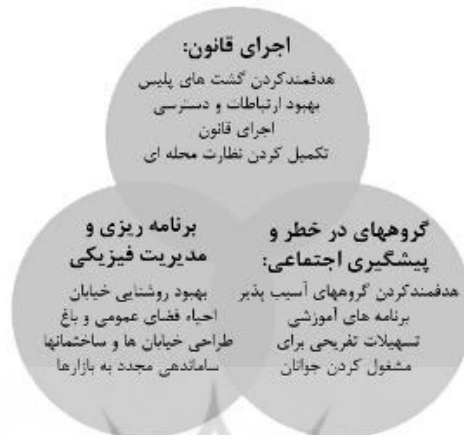 اجرای قانون:
هدفمندکردن گشت های پلیس
بهبود ارتباطات و دسترسی
اجرای قانون
تکمیل کردن نظارت محله ای
گروههای در خطر و
پیشگیری اجتماعی:
هدفمندکردن گروههای آسیب پذیر
برنامه های آموزشی
تسهیلات تفریحی برای
مشغول کردن جوانان
برنامه ریزی و
مدیریت فیزیکی
بهبود روشنایی خیابان
احیاء فضای عمومی و باغ
طراحی خیابان ها و ساختمانها
ساماندهی مجدد به بازارها